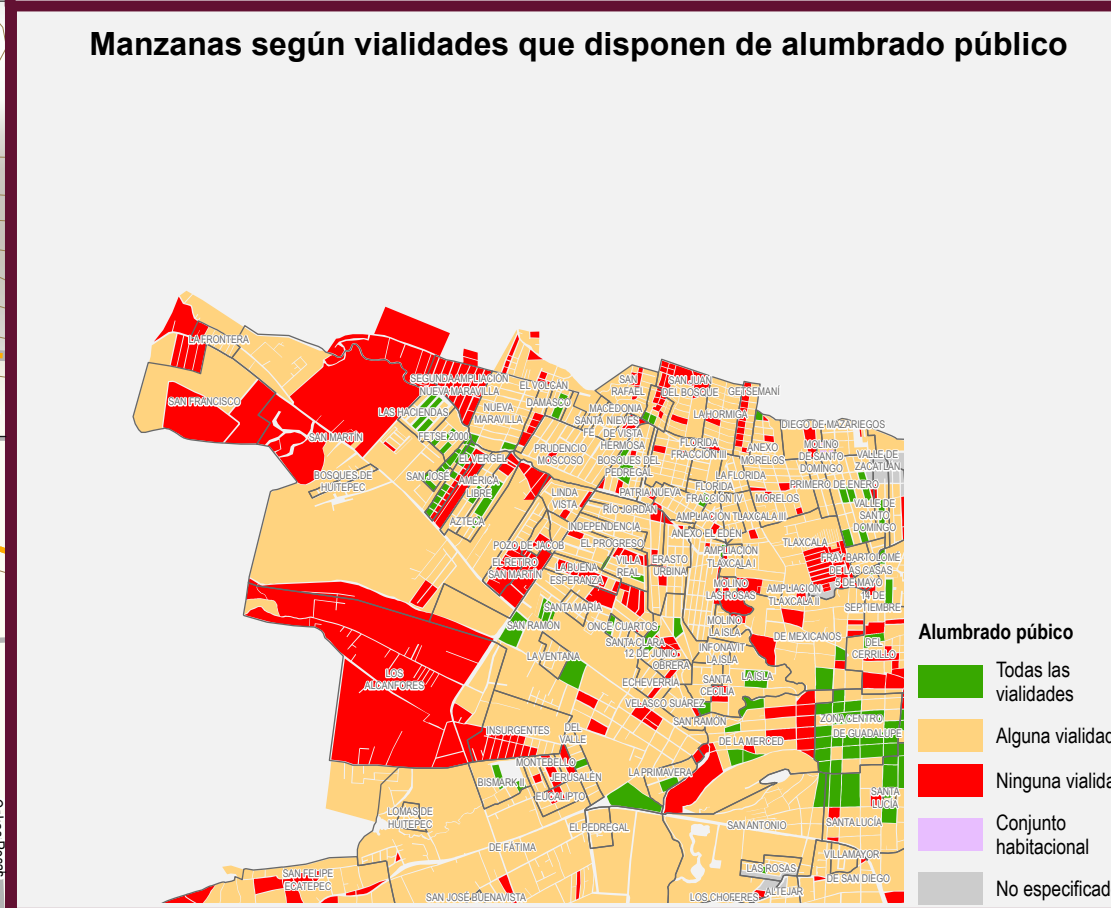 Manzanas según vialidades que disponen de alumbrado público
LA FRONTERA
SAN FRANCISCO
SAN MARTÍN
BOSQUES DE
HUITEPEC
SEGUNDA AMPLIACIÓN
NUEVA MARAVILLA
LAS HACIENDAS
NUEVA
MARAVILLA
EL VOLCÁN
DAMASCO
FETSE 2000
EL VERGEL
SAN JOSÉ
AMÉRICA
LIBRE
AZTECA
SAN
RAFAEL
SAN JUAN
DEL BOSQUE
GETSEMANÍ
MACEDONIA
SANTA NIEVES
FE
DE VISTA
HERMOSA
LA HORMIGA
DIEGO DE MAZARIEGOS
PRUDENCIO
MOSCOSO
BOSQUES DEL
PEDREGAL
FLORIDA
FRACCIÓN III
ANEXO
MORELOS
MOLINO
DE SANTO
DOMINGO
VALLE DE
ZACATLÁN
LA FLORIDA
FLORIDA
FRACCIÓN IV
PRIMERO DE ENERO
MORELOS
LINDA
VISTA
PATRIA NUEVA
RÍO JORDÁN
AMPLIACIÓN TLAXCALA III
VALLE DE
SANTO
DOMINGO
INDEPENDENCIA
ANEXO EL EDÉN
POZO DE JACOB
EL PROGRESO
TLAXCALA
AMPLIACIÓN
TLAXCALA I
EL RETIRO
SAN MARTÍN
LA BUENA
ESPERANZA
VILLA
REAL
ERASTO
URBINA
FRAY BARTOLOMÉ
DE LAS CASAS
5 DE MAYO
14 DE
SEPTIEMBRE
MOLINO
LAS ROSAS
AMPLIACIÓN
TLAXCALA II
SANTA MARÍA
SAN RAMÓN
ONCE CUARTOS
MOLINO
LA ISLA
DE MEXICANOS
DEL
CERRILLO
SANTA CLARA
12 DE JUNIO
OBRERA
INFONAVIT
LA ISLA
LA VENTANA
LOS
ALCANFORES
ECHEVERRÍA
SANTA
CECILIA
LA ISLA
VELASCO SUÁREZ
SAN RAMÓN
ZONA CENTRO
DE GUADALUPE
INSURGENTES
DEL
VALLE
DE LA MERCED
MONTEBELLO
BISMARK II
JERUSALÉN
EUCALIPTO
LA PRIMAVERA
SANTA
LUCÍA
LOMAS DE
HUITEPEC
EL PEDREGAL
SAN ANTONIO
SANTA LUCÍA
DE FÁTIMA
VILLAMAYOR
SAN FELIPE
ECATEPEC
LAS ROSAS
DE SAN DIEGO
SAN JOSÉ BUENAVISTA
LOS CHOFERES
ALTEJAR
Alumbrado púbico
Todas las
vialidades
Alguna vialidad
Ninguna vialida
Conjunto
habitacional
No especificad